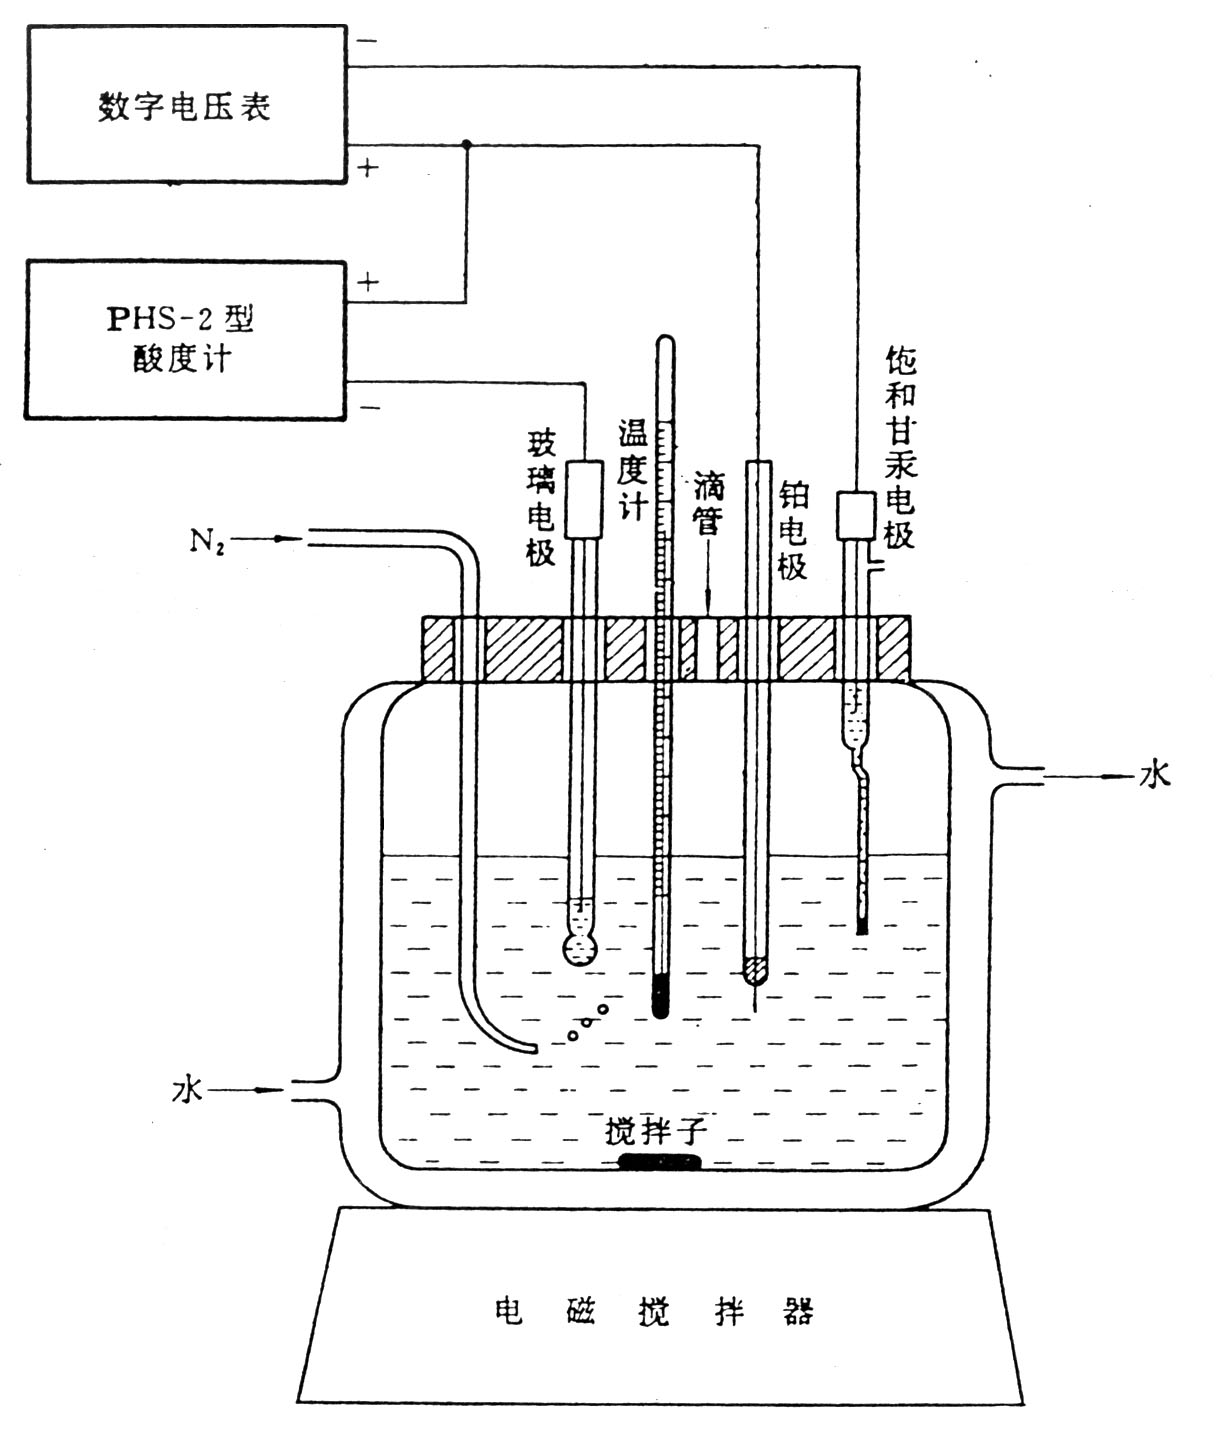 −
数字电压表
+
+
PHS-2型
酸度计
−
饱和甘汞电极
温度计
玻璃电极
滴管
铂电极
N₂
水
水
搅拌子
电磁搅拌器